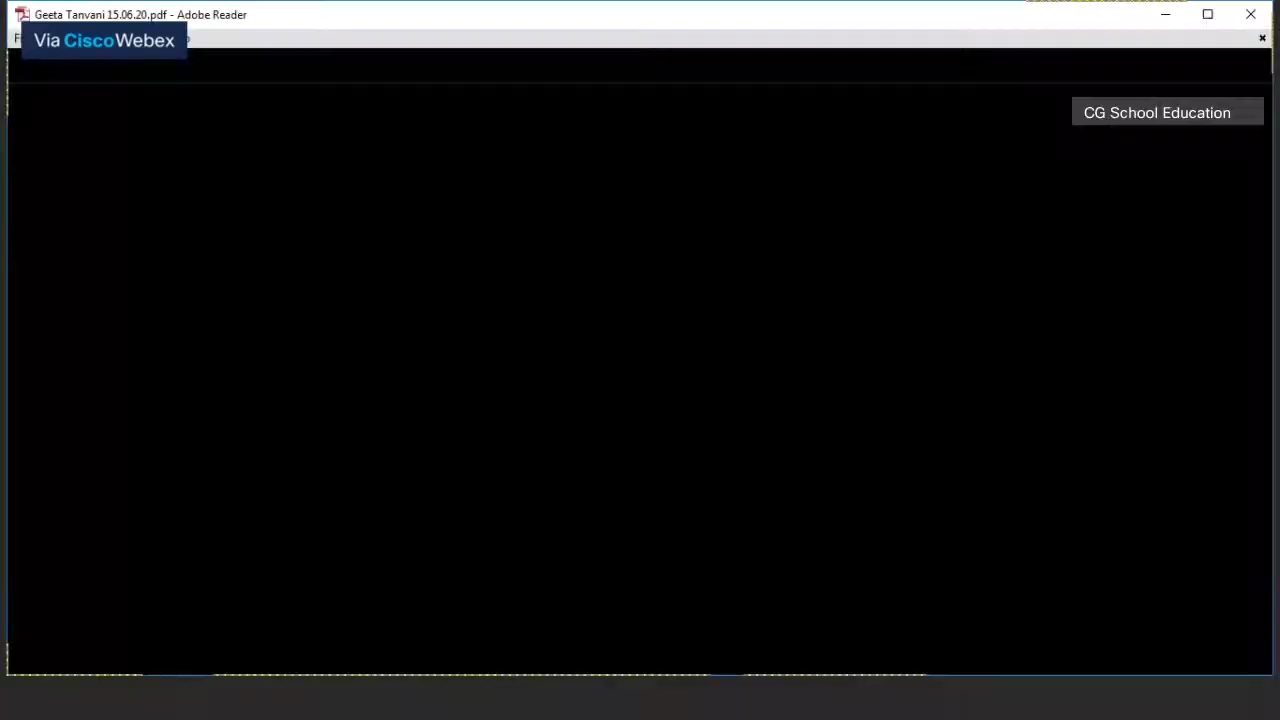 Geeta Tanvani 15.06.20.pdf - Adobe Reader
Via CiscoWebex
CG School Education